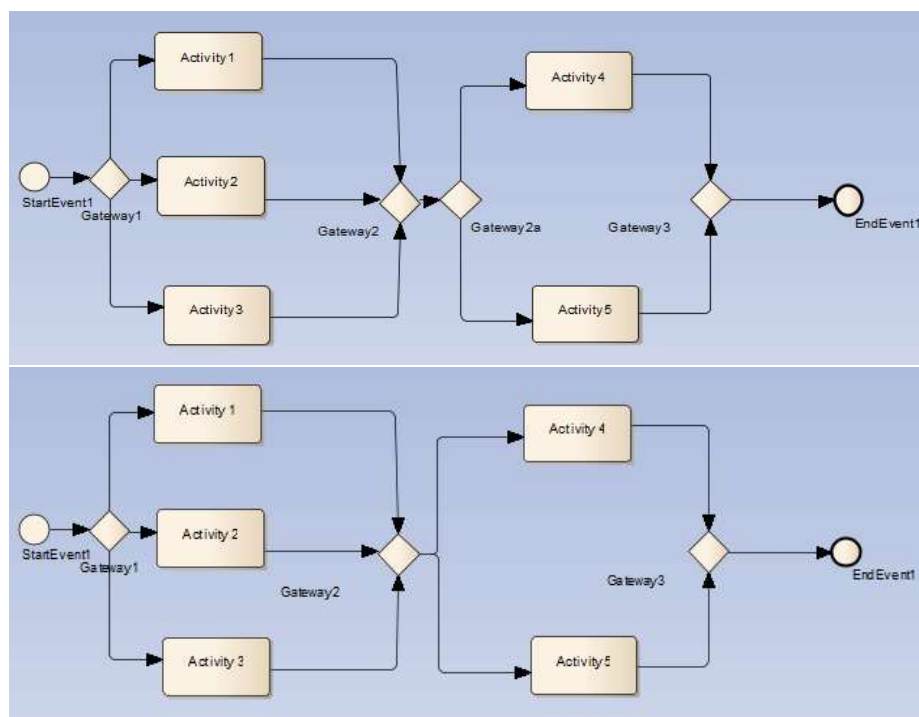 Activity1
Activity4
Activity2
StartEvent1
Gateway1
Gateway2
Gateway2a
Gateway3
EndEvent1
Activity3
Activity5
Activity 1
Activity 4
Activity 2
StartEvent1
Gateway1
Gateway2
Gateway3
EndEvent1
Activity 3
Activity5